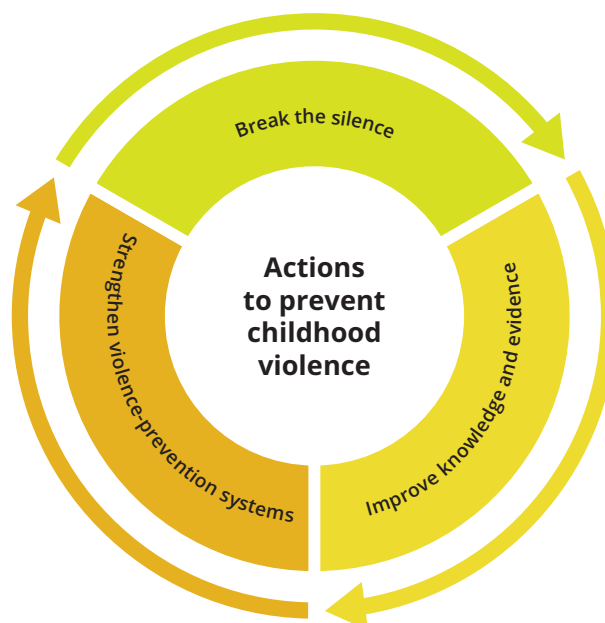 Break the silence
Actions
to prevent
childhood
violence
Improve knowledge and evidence
Strengthen violence-prevention systems